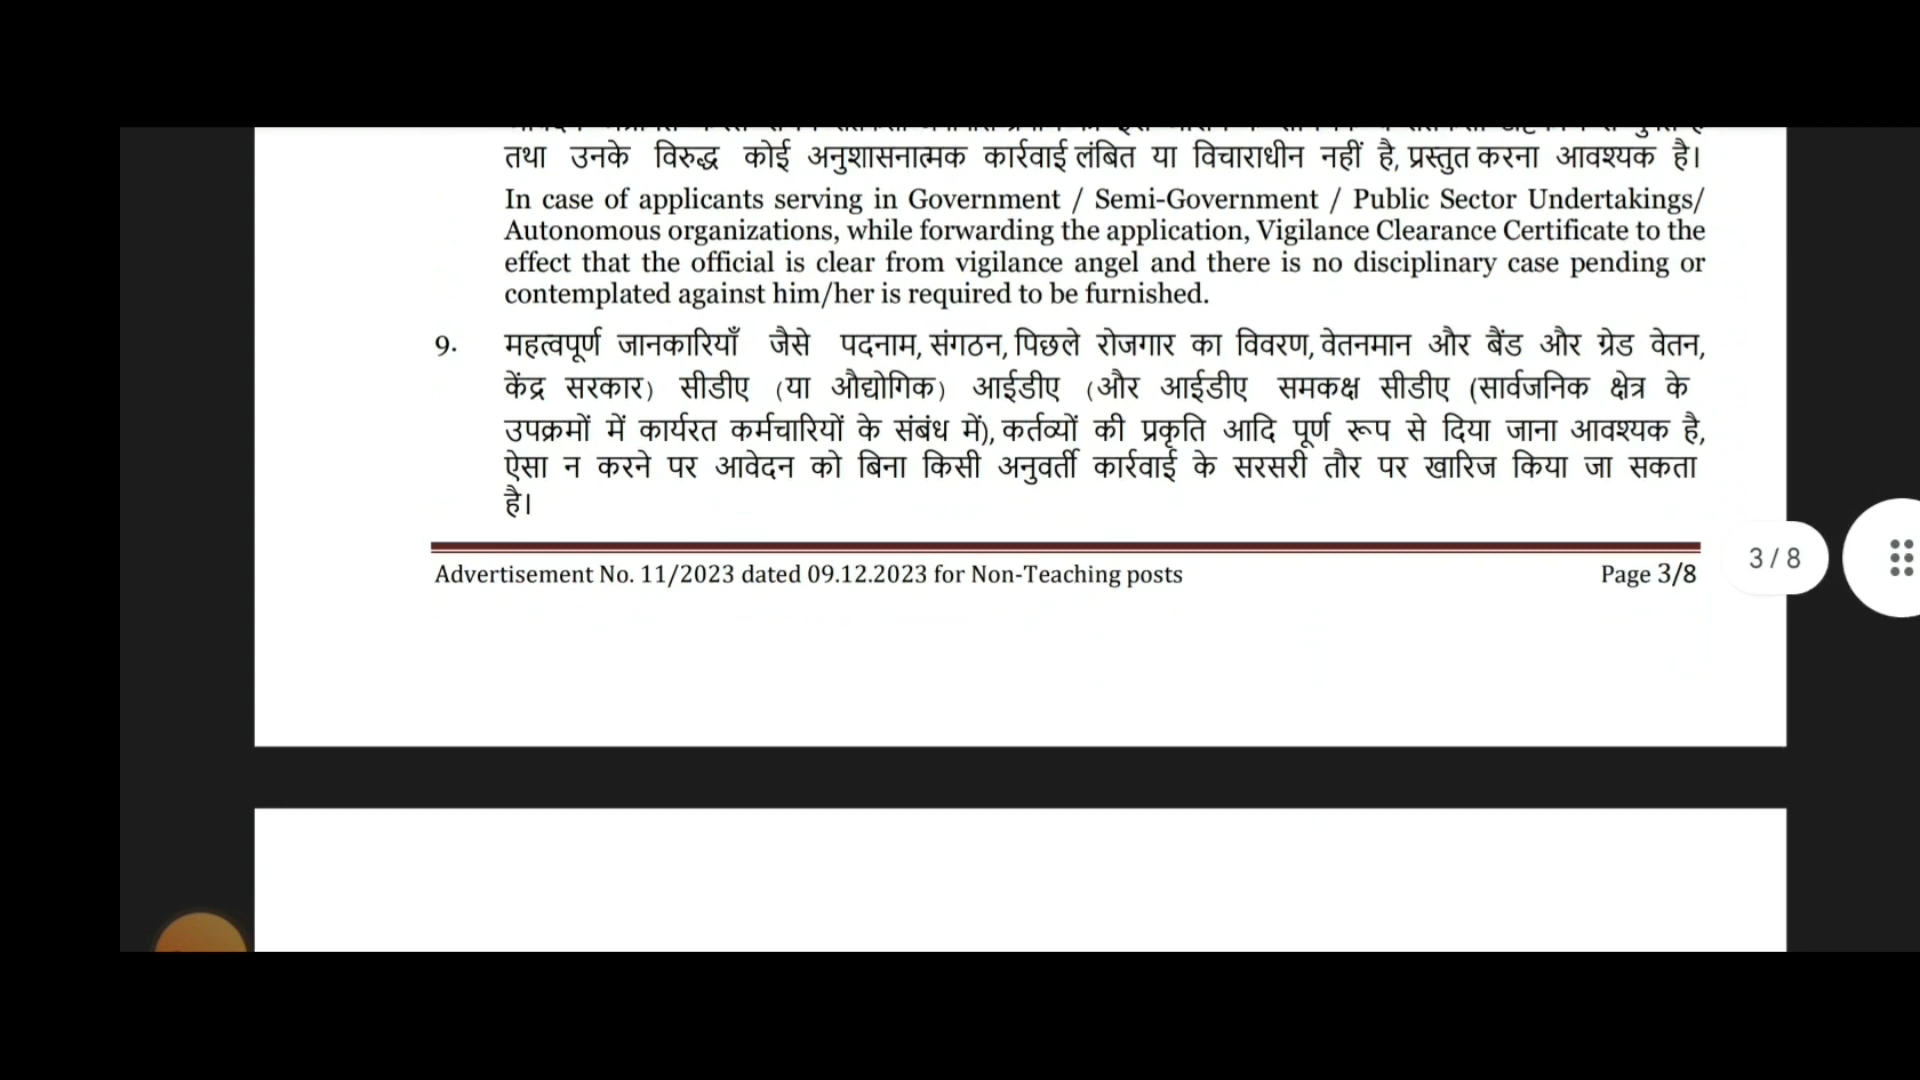 तथा उनके विरुद्ध कोई अनुशासनात्मक कार्रवाई लंबित या विचाराधीन नहीं है, प्रस्तुत करना आवश्यक है।
In case of applicants serving in Government / Semi-Government / Public Sector Undertakings/
Autonomous organizations, while forwarding the application, Vigilance Clearance Certificate to the
effect that the official is clear from vigilance angel and there is no disciplinary case pending or
contemplated against him/her is required to be furnished.
9. महत्वपूर्ण जानकारियाँ जैसे पदनाम, संगठन, पिछले रोजगार का विवरण, वेतनमान और बैंड और ग्रेड वेतन,
केंद्र सरकार) सीडीए (या औद्योगिक) आईडीए (और आईडीए समकक्ष सीडीए (सार्वजनिक क्षेत्र के
उपक्रमों में कार्यरत कर्मचारियों के संबंध में), कर्तव्यों की प्रकृति आदि पूर्ण रूप से दिया जाना आवश्यक है,
ऐसा न करने पर आवेदन को बिना किसी अनुवर्ती कार्रवाई के सरसरी तौर पर खारिज किया जा सकता
है।
Advertisement No. 11/2023 dated 09.12.2023 for Non-Teaching posts Page 3/8
3 / 8